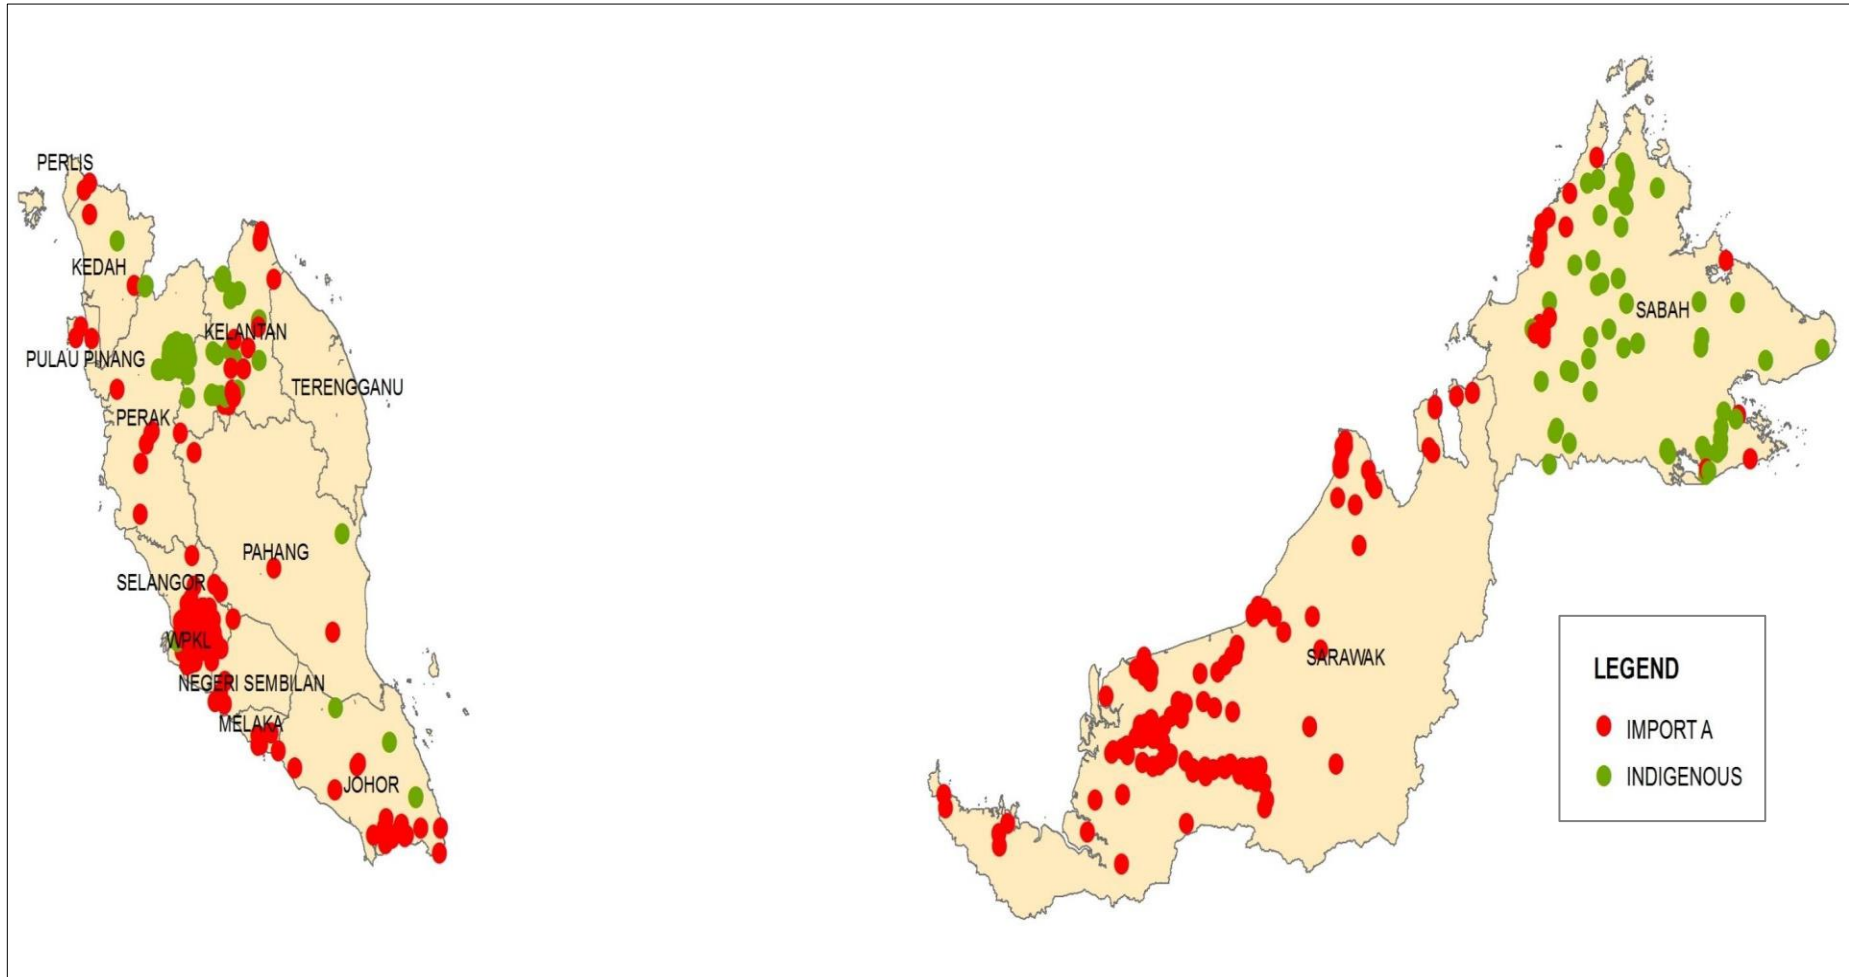 PERLIS
KEDAH
PULAU PINANG
KELANTAN
TERENGGANU
PERAK
PAHANG
SELANGOR
WPKL
NEGERI SEMBILAN
MELAKA
JOHOR
SABAH
SARAWAK
LEGEND
IMPORT A
INDIGENOUS